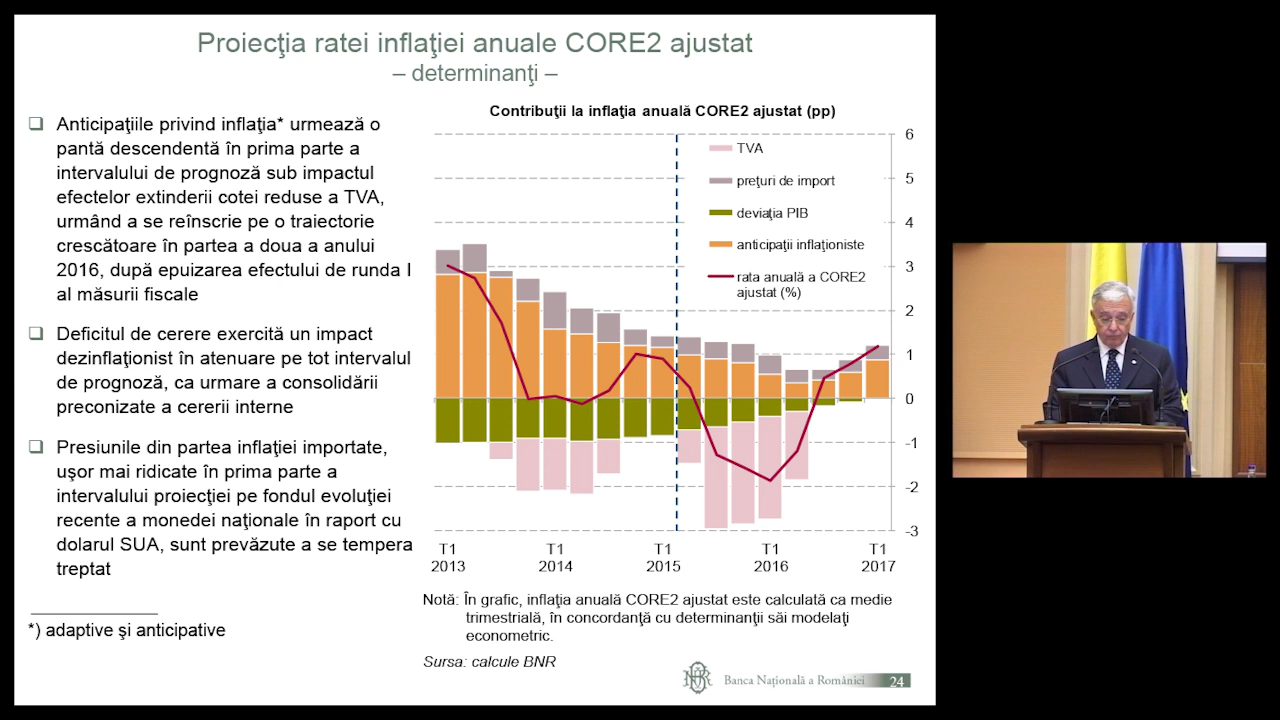 Proiecţia ratei inflaţiei anuale CORE2 ajustat
– determinanţi –
Anticipaţiile privind inflaţia* urmează o
pantă descendentă în prima parte a
intervalului de prognoză sub impactul
efectelor extinderii cotei reduse a TVA,
urmând a se reînscrie pe o traiectorie
crescătoare în partea a doua a anului
2016, după epuizarea efectului de runda I
al măsurii fiscale
Deficitul de cerere exercită un impact
dezinflaţionist în atenuare pe tot intervalul
de prognoză, ca urmare a consolidării
preconizate a cererii interne
Presiunile din partea inflaţiei importate,
uşor mai ridicate în prima parte a
intervalului proiecţiei pe fondul evoluţiei
recente a monedei naţionale în raport cu
dolarul SUA, sunt prevăzute a se tempera
treptat
*) adaptive şi anticipative
Contribuţii la inflaţia anuală CORE2 ajustat (pp)
TVA
preţuri de import
deviaţia PIB
anticipaţii inflaţioniste
rata anuală a CORE2
ajustat (%)
6
5
4
3
2
1
0
-1
-2
-3
T1 T1 T1 T1 T1
2013 2014 2015 2016 2017
Notă: În grafic, inflaţia anuală CORE2 ajustat este calculată ca medie
trimestrială, în concordanţă cu determinanţii săi modelaţi
econometric.
Sursa: calcule BNR
Banca Naţională a României 24